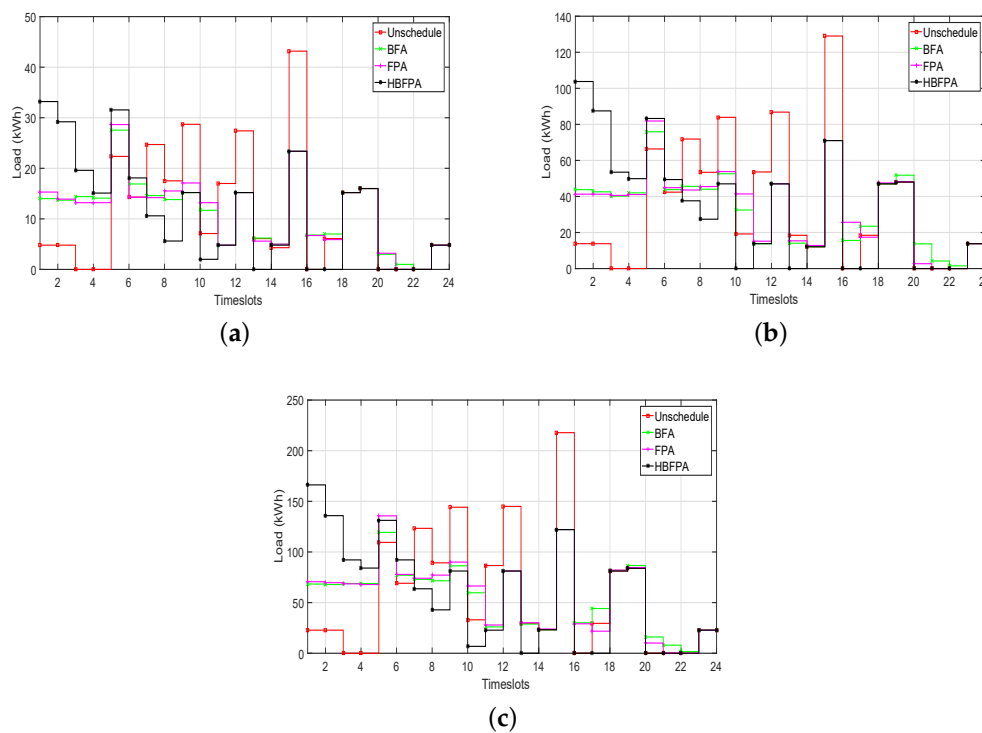 50
40
30
20
10
0
Load (kWh)
2 4 6 8 10 12 14 16 18 20 22 24
Timeslots
Unschedule
BFA
FPA
HBFPA
(a)
140
120
100
80
60
40
20
0
Load (kWh)
2 4 6 8 10 12 14 16 18 20 22 24
Timeslots
Unschedule
BFA
FPA
HBFPA
(b)
250
200
150
100
50
0
Load (kWh)
2 4 6 8 10 12 14 16 18 20 22 24
Timeslots
Unschedule
BFA
FPA
HBFPA
(c)